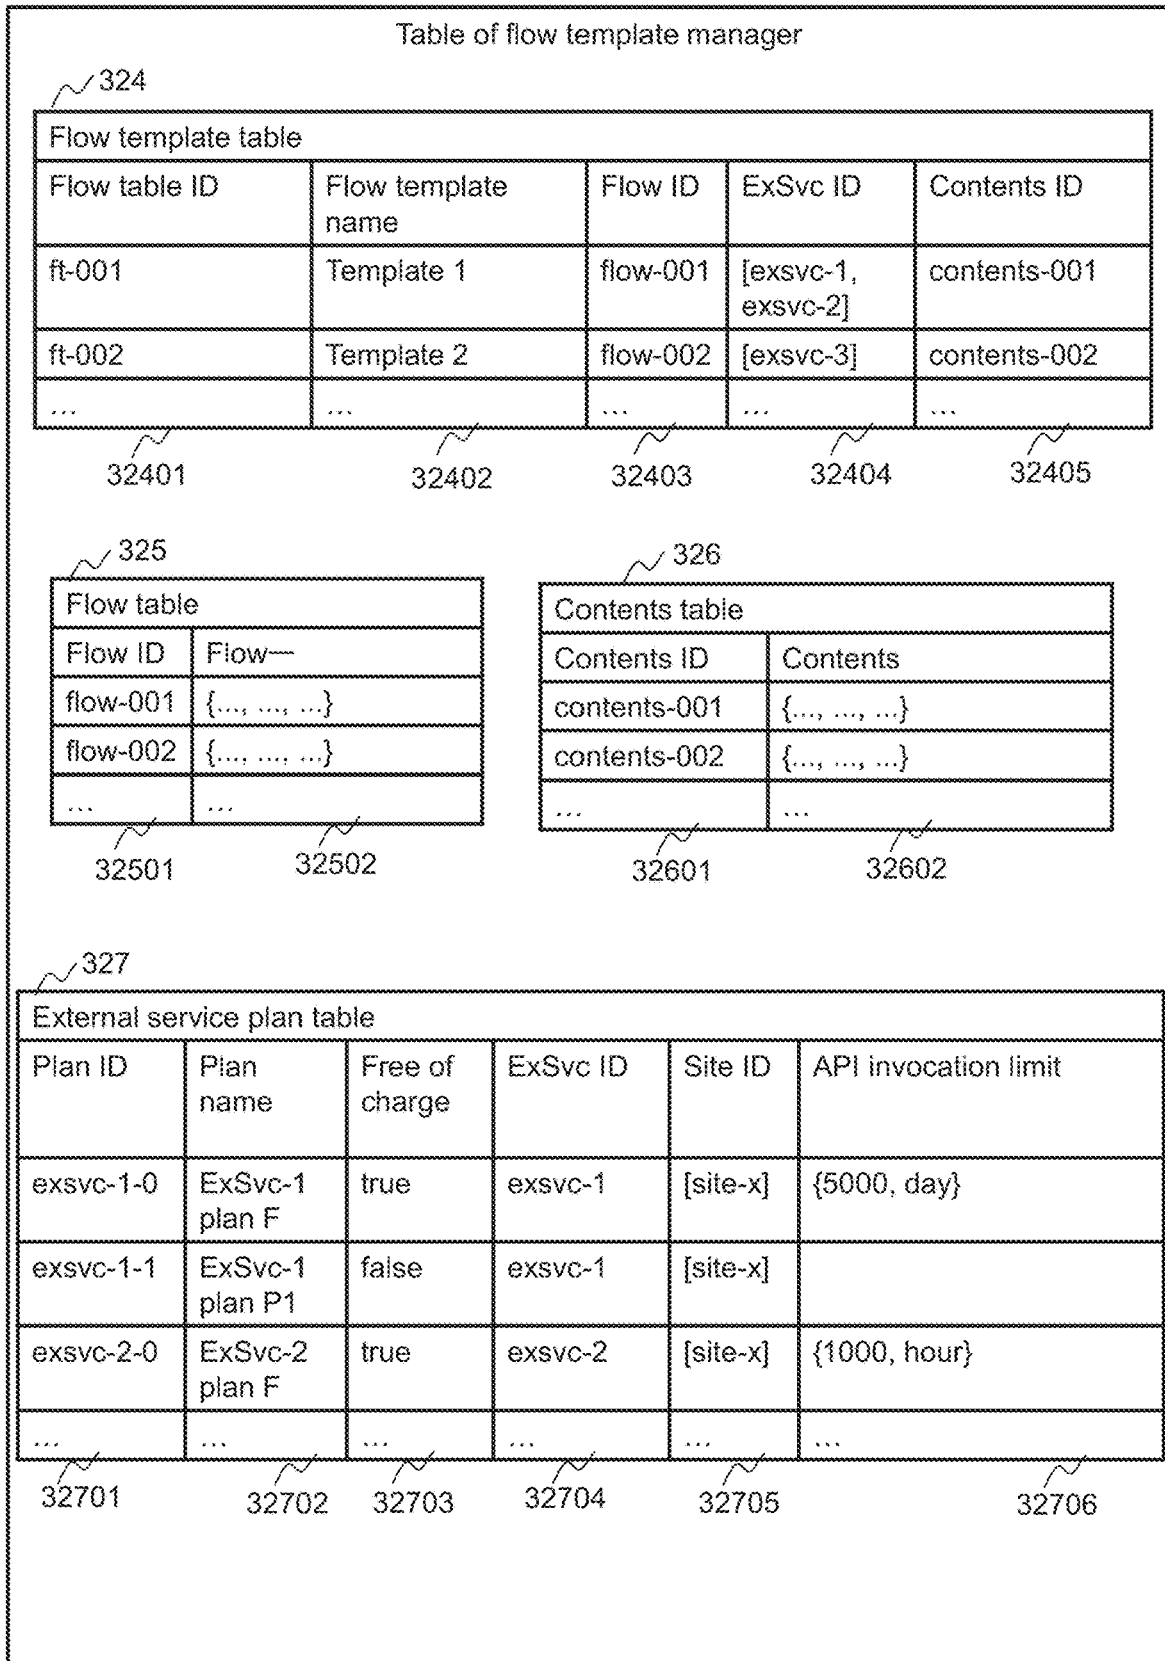 Table of flow template manager
324
Flow template table
Flow table ID Flow template name Flow ID ExSvc ID Contents ID
ft-001 Template 1 flow-001 [exsvc-1, exsvc-2] contents-001
ft-002 Template 2 flow-002 [exsvc-3] contents-002
... ... ... ... ...
32401 32402 32403 32404 32405
325
Flow table
Flow ID Flow—
flow-001 {..., ..., ...}
flow-002 {..., ..., ...}
... ...
32501 32502
326
Contents table
Contents ID Contents
contents-001 {..., ..., ...}
contents-002 {..., ..., ...}
... ...
32601 32602
327
External service plan table
Plan ID Plan name Free of charge ExSvc ID Site ID API invocation limit
exsvc-1-0 ExSvc-1 plan F true exsvc-1 [site-x] {5000, day}
exsvc-1-1 ExSvc-1 plan P1 false exsvc-1 [site-x]
exsvc-2-0 ExSvc-2 plan F true exsvc-2 [site-x] {1000, hour}
... ... ... ... ... ...
32701 32702 32703 32704 32705 32706